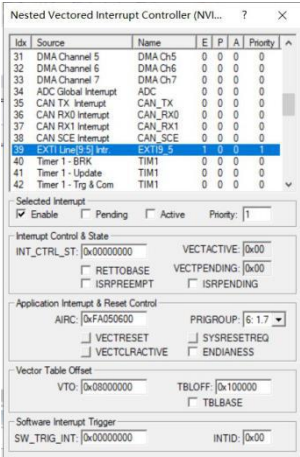 Nested Vectored Interrupt Controller (NVI... ? ×
Idx Source Name E P A Priority
31 DMA Channel 5 DMA Ch5 0 0 0 0
32 DMA Channel 6 DMA Ch6 0 0 0 0
33 DMA Channel 7 DMA Ch7 0 0 0 0
34 ADC Global Interrupt ADC 0 0 0 0
35 CAN TX Interrupt CAN_TX 0 0 0 0
36 CAN RX0 Interrupt CAN_RX0 0 0 0 0
37 CAN RX1 Interrupt CAN_RX1 0 0 0 0
38 CAN SCE Interrupt CAN_SCE 0 0 0 0
39 EXTI Line[9:5] Intr. EXTI9_5 1 0 0 1
40 Timer 1 - BRK TIM1 0 0 0 0
41 Timer 1 - Update TIM1 0 0 0 0
42 Timer 1 - Trg & Com TIM1 0 0 0 0
Selected Interrupt
Enable Pending Active Priority: 1
Interrupt Control & State
INT_CTRL_ST: 0x00000000 VECTACTIVE: 0x00
RETTOBASE VECTPENDING: 0x00
ISRPREEMPT ISRPENDING
Application Interrupt & Reset Control
AIRC: 0xFA050600 PRIGROUP: 6: 1.7
VECTRESET SYSRESETREQ
VECTCLRACTIVE ENDIANESS
Vector Table Offset
VTO: 0x08000000 TBLOFF: 0x100000
TBLBASE
Software Interrupt Trigger
SW_TRIG_INT: 0x00000000 INTID: 0x00